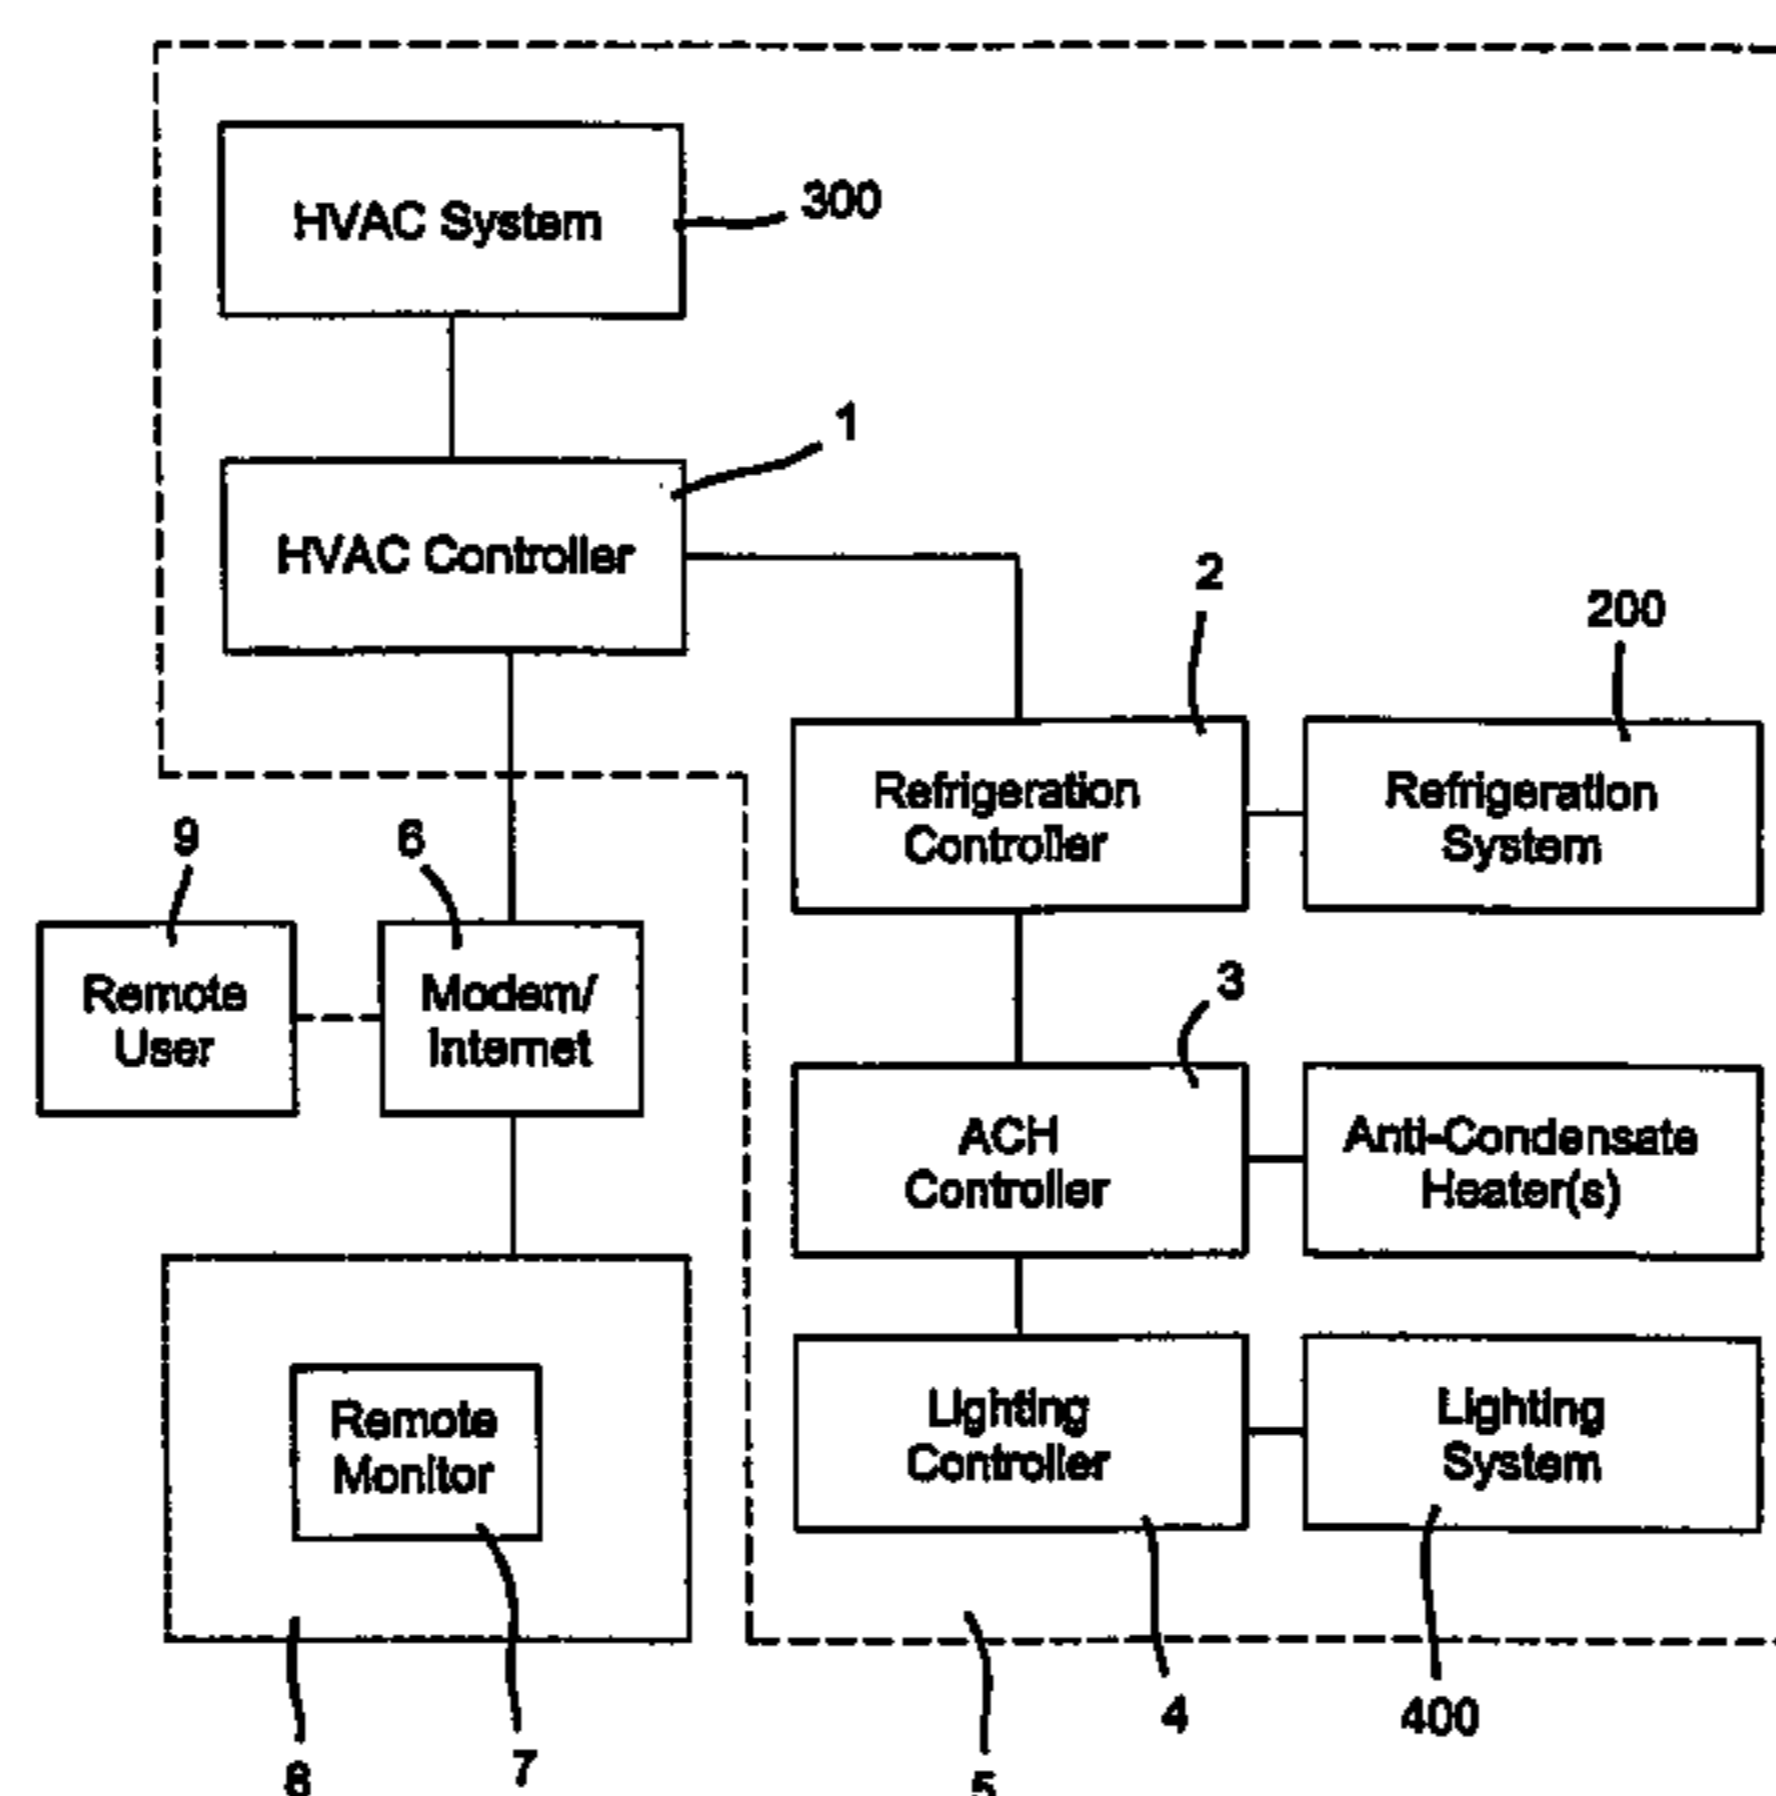 HVAC System
300
1
HVAC Controller
2
200
Refrigeration
Controller
Refrigeration
System
9
6
Remote
User
Modem/
Internet
3
ACH
Controller
Anti-Condensate
Heater(s)
Remote
Monitor
Lighting
Controller
Lighting
System
8
7
5
4
400